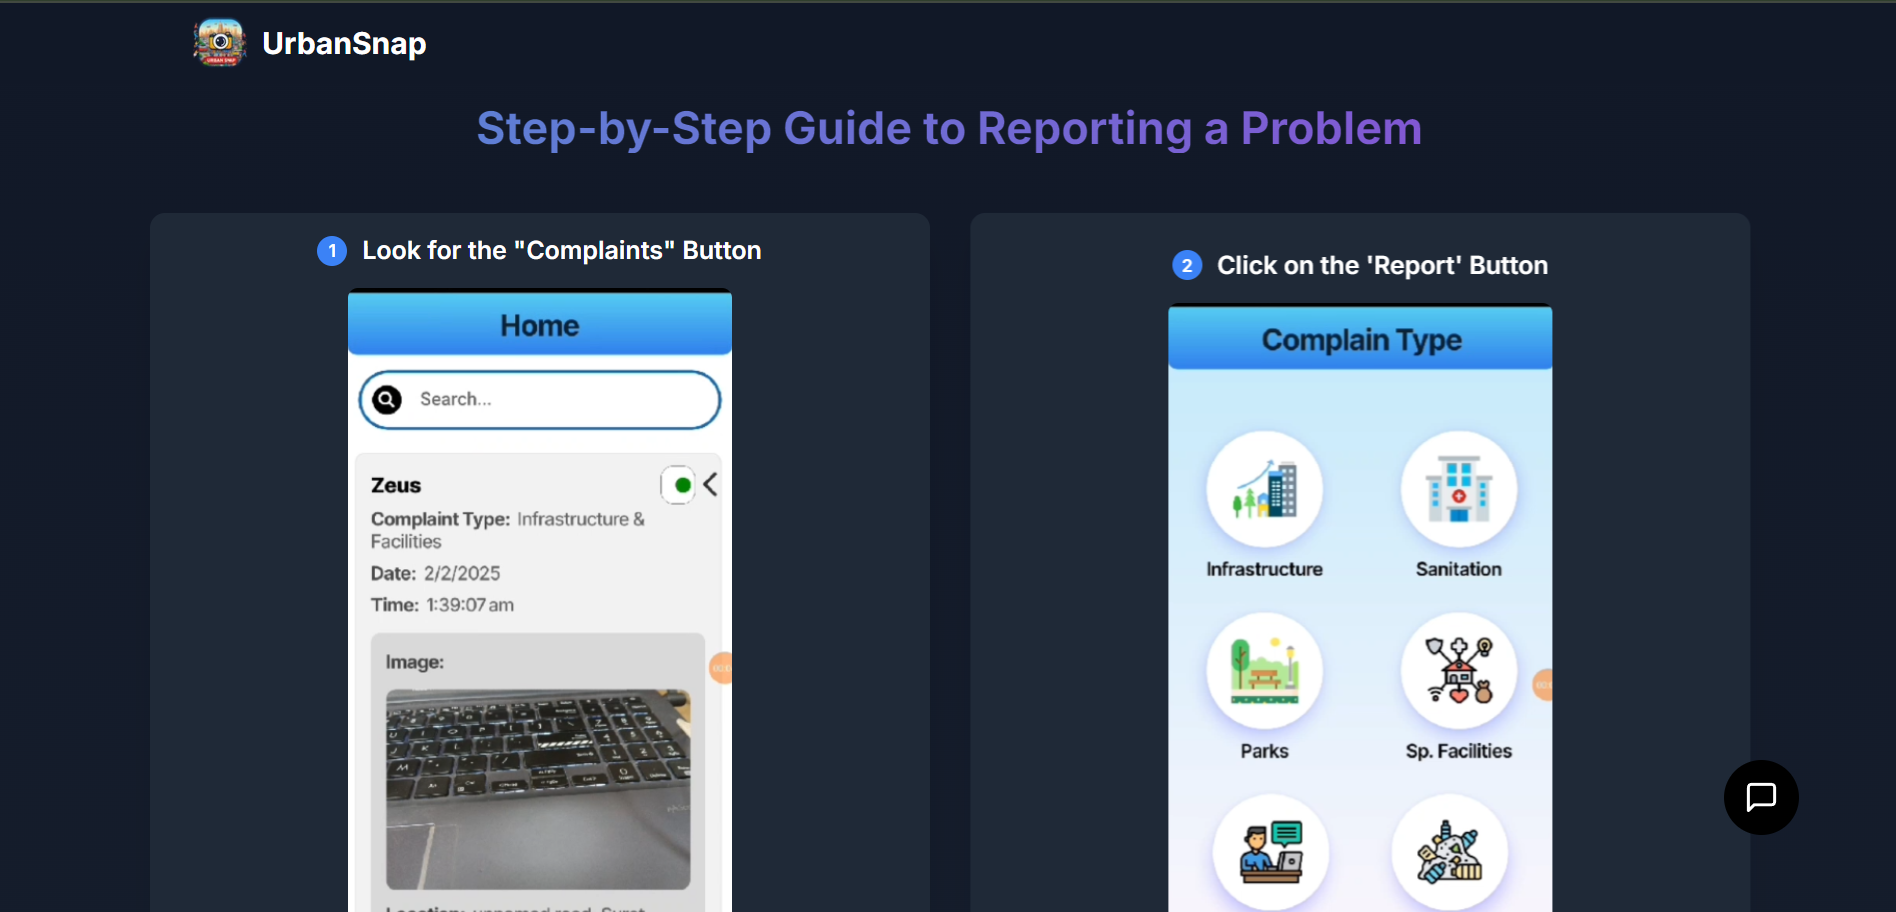 UrbanSnap
URBAN SNAP
Step-by-Step Guide to Reporting a Problem
1 Look for the "Complaints" Button
Home
Search...
Zeus
Complaint Type: Infrastructure &
Facilities
Date: 2/2/2025
Time: 1:39:07 am
Image:
2 Click on the 'Report' Button
Complain Type
Infrastructure
Sanitation
Parks
Sp. Facilities